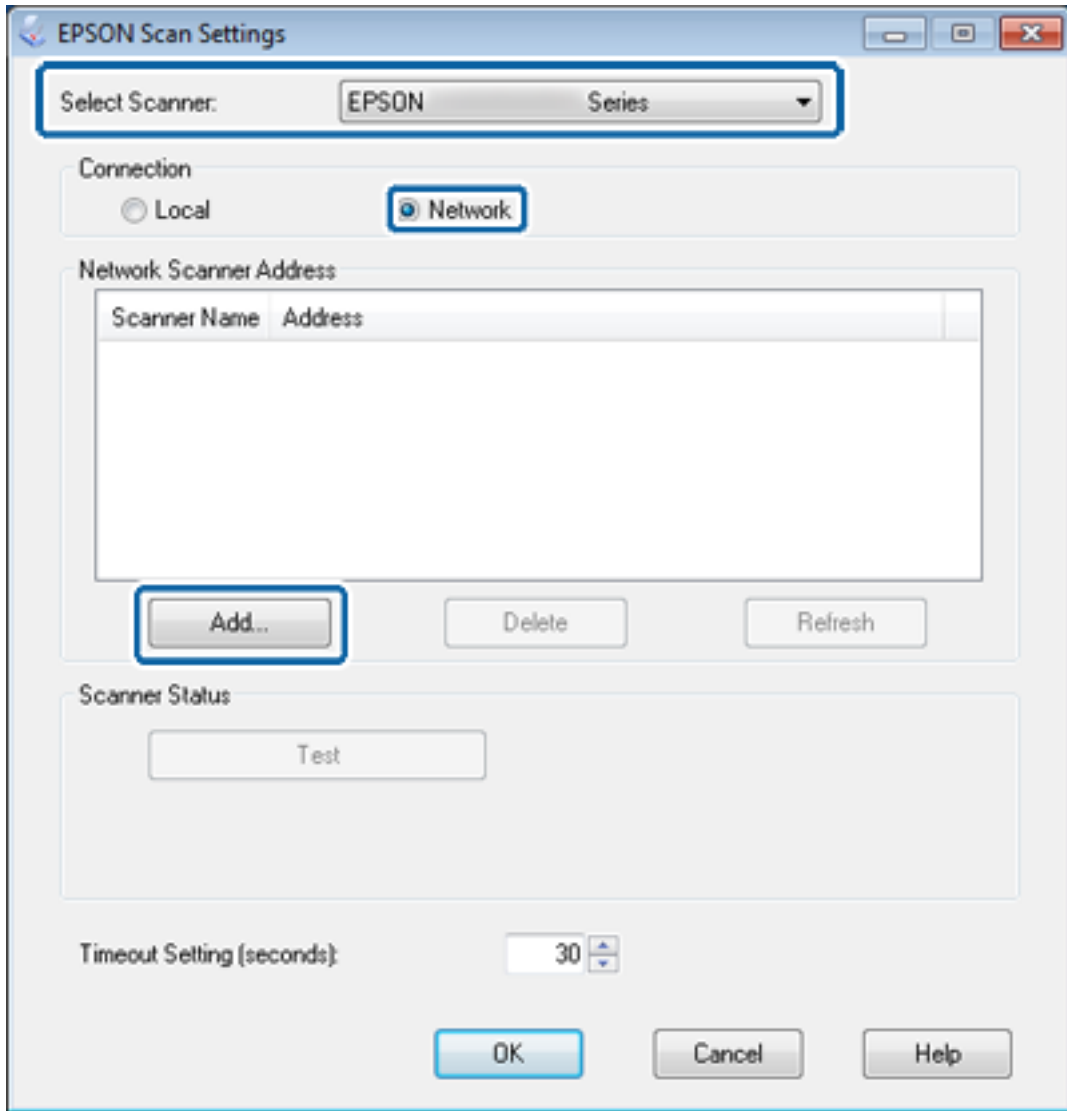 EPSON Scan Settings
Select Scanner: EPSON Series
Connection
Local Network
Network Scanner Address
Scanner Name Address
Add... Delete Refresh
Scanner Status
Test
Timeout Setting (seconds): 30
OK Cancel Help